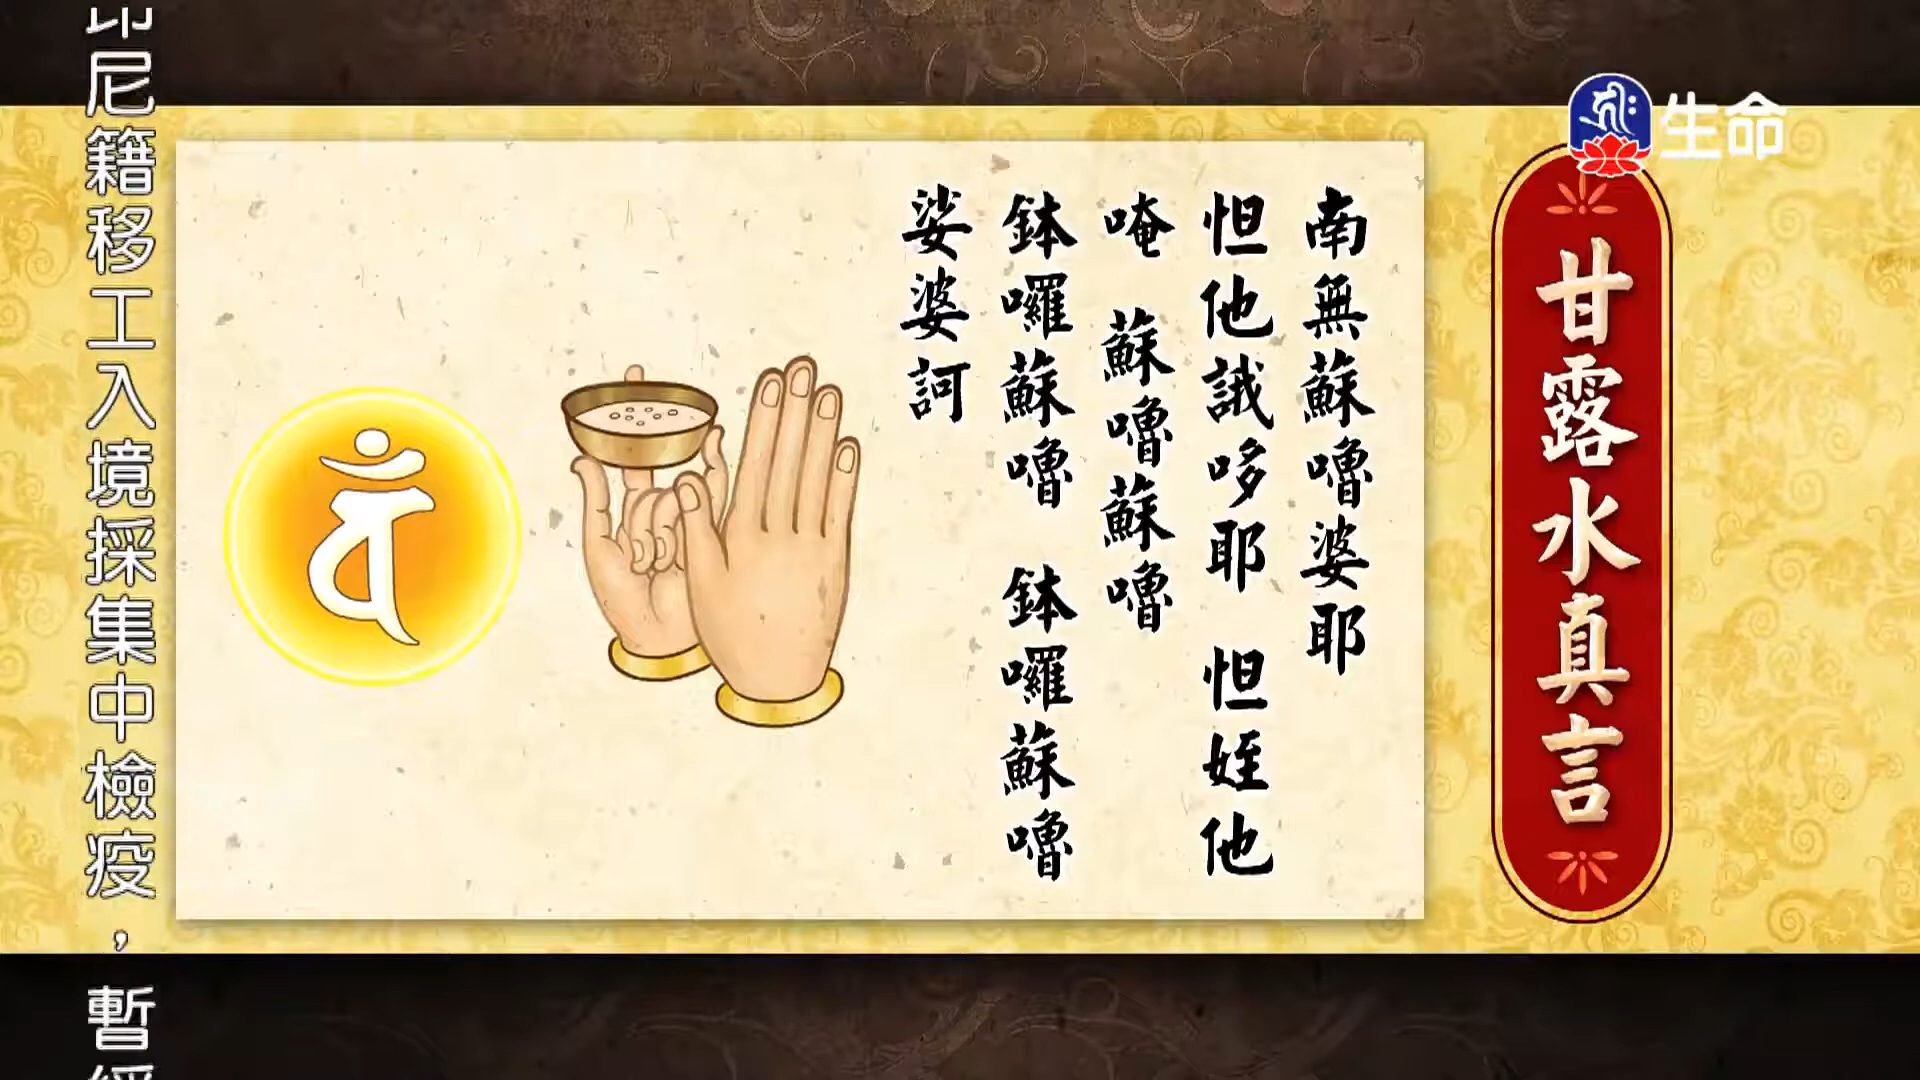 生命
甘露水真言
南無蘇嚕婆耶
怛他誐哆耶 怛姪他
唵 蘇嚕蘇嚕
鉢囉蘇嚕 鉢囉蘇嚕
娑婆訶
尼籍移工入境採集中檢疫，暫